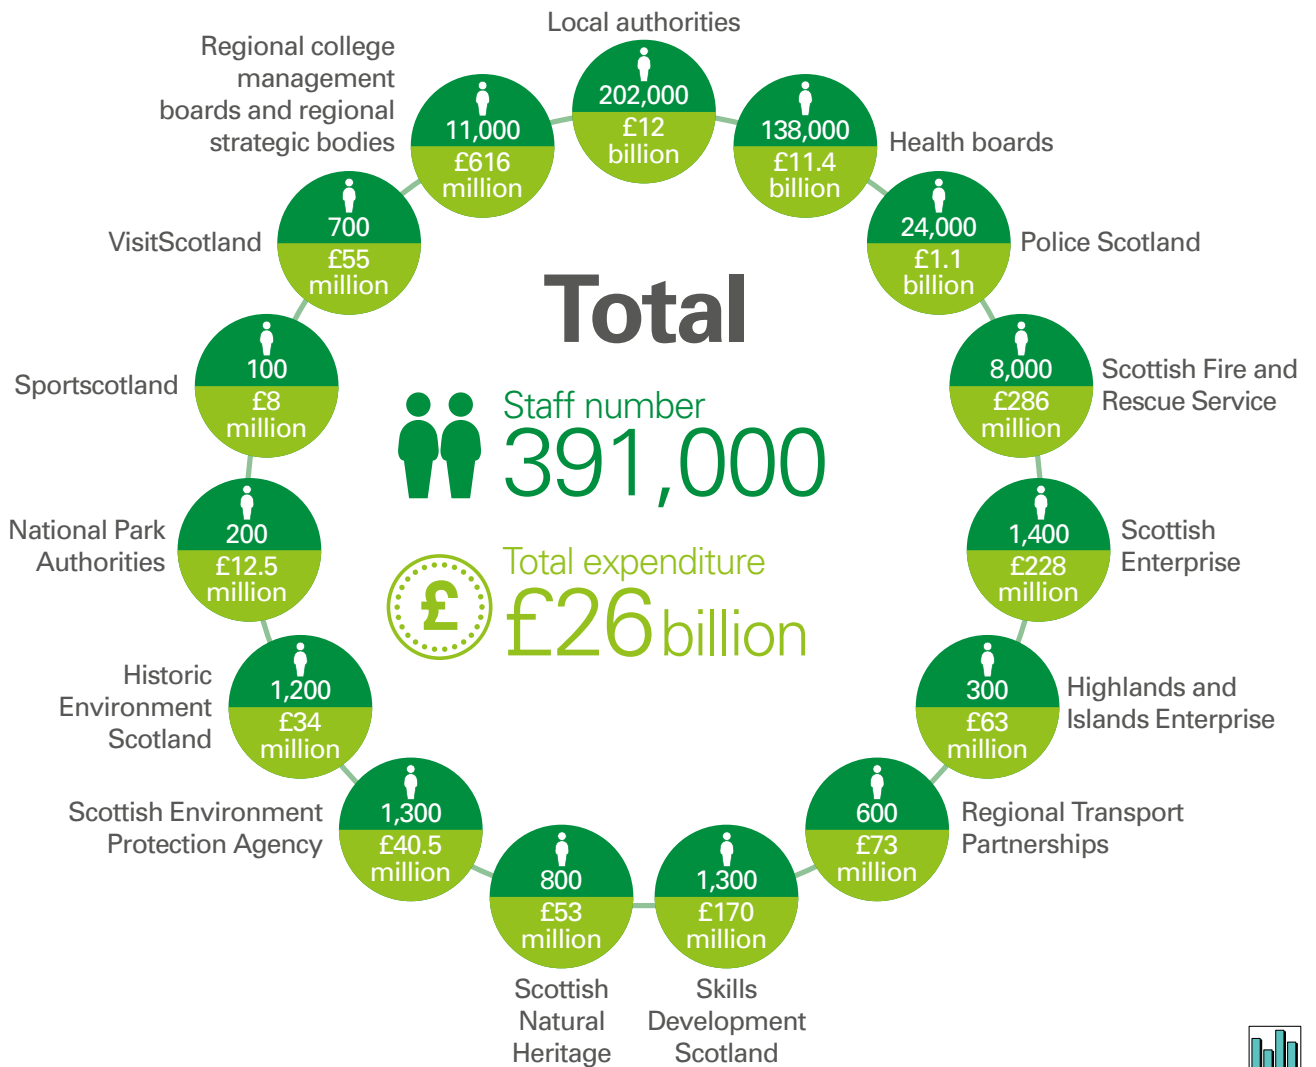 Local authorities
202,000
£12
billion
138,000
£11.4
billion
Health boards
24,000
£1.1
billion
Police Scotland
8,000
£286
million
Scottish Fire and
Rescue Service
1,400
£228
million
Scottish
Enterprise
300
£63
million
Highlands and
Islands Enterprise
600
£73
million
Regional Transport
Partnerships
1,300
£170
million
Skills
Development
Scotland
800
£53
million
Scottish
Natural
Heritage
1,300
£40.5
million
Scottish Environment
Protection Agency
1,200
£34
million
Historic
Environment
Scotland
200
£12.5
million
National Park
Authorities
100
£8
million
Sportscotland
700
£55
million
VisitScotland
11,000
£616
million
Regional college
management
boards and regional
strategic bodies
Total
Staff number
391,000
£
Total expenditure
£26 billion